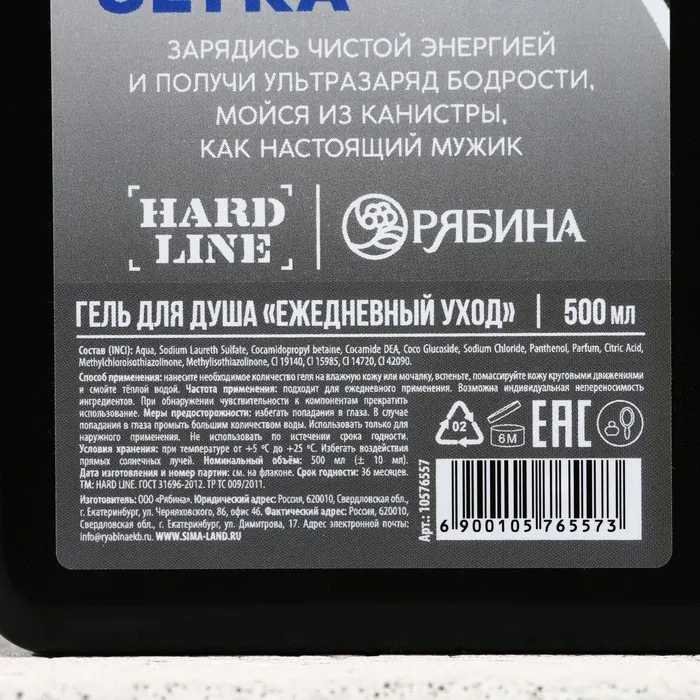 ЗАРЯДИСЬ ЧИСТОЙ ЭНЕРГИЕЙ
И ПОЛУЧИ УЛЬТРАЗАРЯД БОДРОСТИ,
МОЙСЯ ИЗ КАНИСТРЫ,
КАК НАСТОЯЩИЙ МУЖИК
HARD
LINE
РЯБИНА
ГЕЛЬ ДЛЯ ДУША «ЕЖЕДНЕВНЫЙ УХОД» | 500 мл
Состав (INCI): Aqua, Sodium Laureth Sulfate, Cocamidopropyl betaine, Cocamide DEA, Coco Glucoside, Sodium Chloride, Panthenol, Parfum, Citric Acid,
Methylchloroisothiazolinone, Methylisothiazolinone, CI 19140, CI 15985, CI 14720, CI 42090.
Способ применения: нанесите необходимое количество геля на влажную кожу или мочалку, вспеньте, помассируйте кожу круговыми движениями
и смойте тёплой водой. Частота применения: подходит для ежедневного применения. Возможна индивидуальная непереносимость
ингредиентов. При обнаружении чувствительности к компонентам прекратить
использование. Меры предосторожности: избегать попадания в глаза. В случае
попадания в глаза промыть большим количеством воды. Использовать только для
наружного применения. Не использовать по истечении срока годности.
Условия хранения: при температуре от +5 °C до +25 °C. Избегать воздействия
прямых солнечных лучей. Номинальный объём: 500 мл (± 10 мл).
Дата изготовления и номер партии: см. на флаконе. Срок годности: 36 месяцев.
ТМ: HARD LINE. ГОСТ 31696-2012. ТР ТС 009/2011.
Изготовитель: ООО «Рябина». Юридический адрес: Россия, 620010, Свердловская обл.,
г. Екатеринбург, ул. Черняховского, 86, офис 46. Фактический адрес: Россия, 620010,
Свердловская обл., г. Екатеринбург, ул. Димитрова, 17. Адрес электронной почты:
info@ryabinaekb.ru. WWW.SIMA-LAND.RU
02
6M
EAC
Арт.: 10576557
6 900105 765573